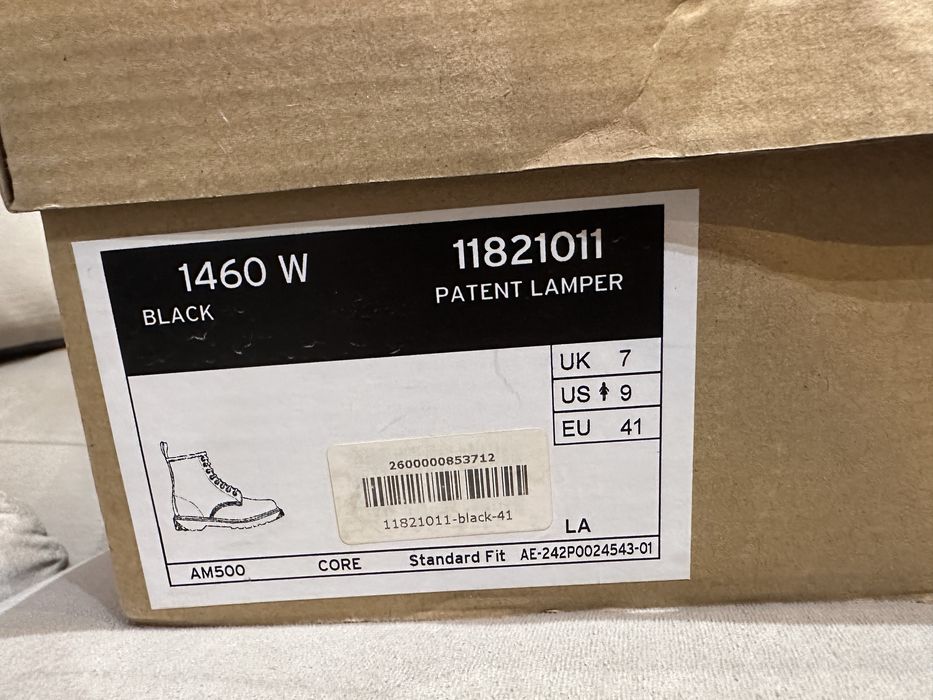 1460 W 11821011
BLACK PATENT LAMPER
UK 7
US 9
EU 41
2600000853712
11821011-black-41
LA
AM500 CORE Standard Fit AE-242P0024543-01